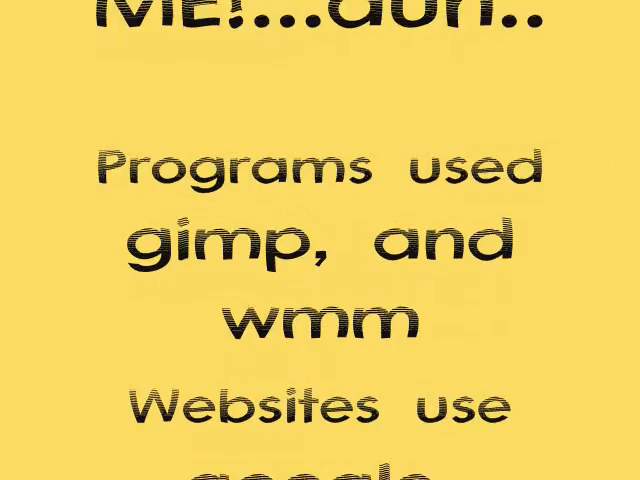 ME!...duh..
Programs used
gimp, and
wmm
Websites use
google